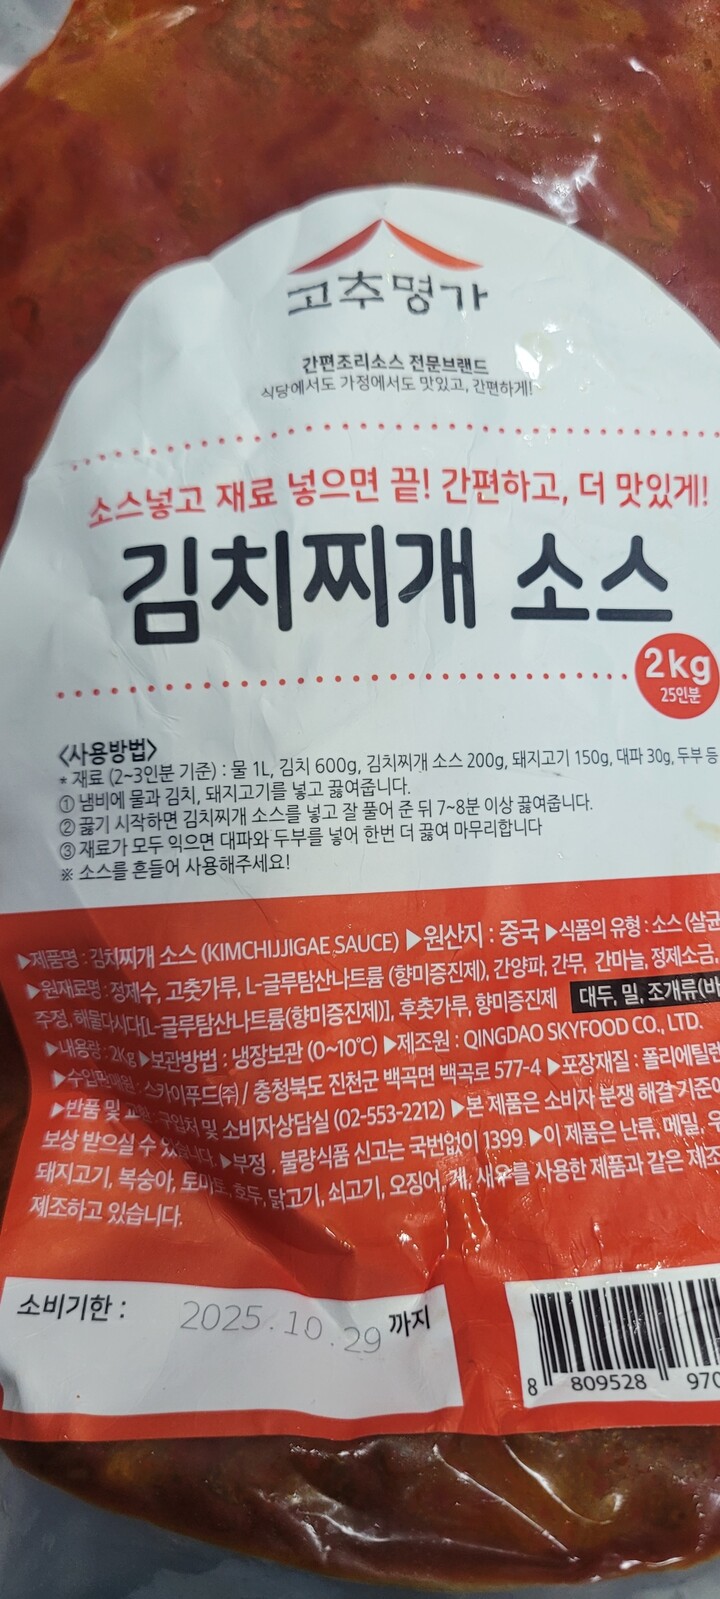 고추명가
간편조리소스 전문브랜드
식당에서도 가정에서도 맛있고, 간편하게!
소스넣고 재료 넣으면 끝! 간편하고, 더 맛있게!
김치찌개 소스
2kg
25인분
<사용방법>
* 재료 (2~3인분 기준) : 물 1L, 김치 600g, 김치찌개 소스 200g, 돼지고기 150g, 대파 30g, 두부 등
① 냄비에 물과 김치, 돼지고기를 넣고 끓여줍니다.
② 끓기 시작하면 김치찌개 소스를 넣고 잘 풀어 준 뒤 7~8분 이상 끓여줍니다.
③ 재료가 모두 익으면 대파와 두부를 넣어 한번 더 끓여 마무리합니다
※ 소스를 흔들어 사용해주세요!
▶제품명 : 김치찌개 소스 (KIMCHIJJIGAE SAUCE) ▶원산지 : 중국 ▶식품의 유형 : 소스 (살균
▶원재료명 : 정제수, 고춧가루, L-글루탐산나트륨 (향미증진제), 간양파, 간무, 간마늘, 정제소금,
주정, 해물다시다[L-글루탐산나트륨(향미증진제)], 후춧가루, 향미증진제 대두, 밀, 조개류(바
▶내용량 : 2Kg ▶보관방법 : 냉장보관 (0~10℃) ▶제조원 : QINGDAO SKYFOOD CO., LTD.
▶수입판매원 : 스카이푸드(주) / 충청북도 진천군 백곡면 백곡로 577-4 ▶포장재질 : 폴리에틸렌
▶반품 및 교환 : 구입처 및 소비자상담실 (02-553-2212) ▶본 제품은 소비자 분쟁 해결 기준에
보상 받으실 수 있습니다. ▶부정 . 불량식품 신고는 국번없이 1399 ▶이 제품은 난류, 메밀, 우
돼지고기, 복숭아, 토마토, 호두, 닭고기, 쇠고기, 오징어, 게, 새우를 사용한 제품과 같은 제조
제조하고 있습니다.
소비기한 : 2025.10.29 까지
8 809528 970